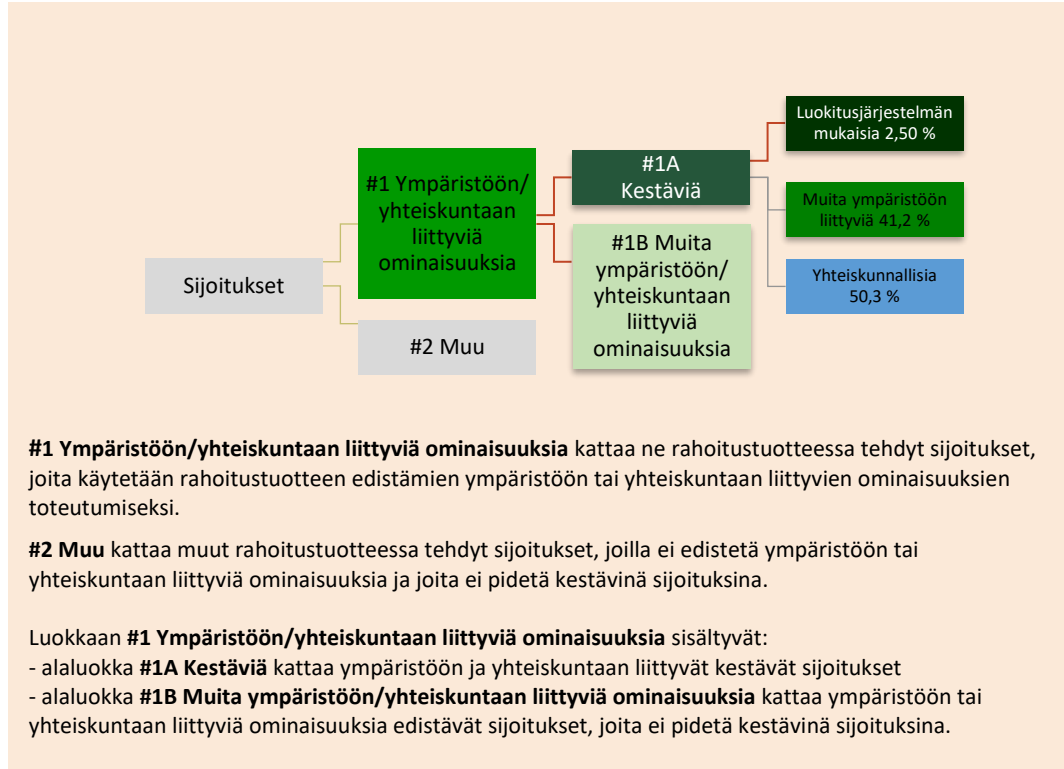 Sijoitukset
#1 Ympäristöön/
yhteiskuntaan
liittyviä
ominaisuuksia
#2 Muu
#1A
Kestäviä
#1B Muita
ympäristöön/
yhteiskuntaan
liittyviä
ominaisuuksia
Luokitusjärjestelmän
mukaisia 2,50 %
Muita ympäristöön
liittyviä 41,2 %
Yhteiskunnallisia
50,3 %
#1 Ympäristöön/yhteiskuntaan liittyviä ominaisuuksia kattaa ne rahoitustuotteessa tehdyt sijoitukset,
joita käytetään rahoitustuotteen edistämien ympäristöön tai yhteiskuntaan liittyvien ominaisuuksien
toteutumiseksi.
#2 Muu kattaa muut rahoitustuotteessa tehdyt sijoitukset, joilla ei edistetä ympäristöön tai
yhteiskuntaan liittyviä ominaisuuksia ja joita ei pidetä kestävinä sijoituksina.
Luokkaan #1 Ympäristöön/yhteiskuntaan liittyviä ominaisuuksia sisältyvät:
- alaluokka #1A Kestäviä kattaa ympäristöön ja yhteiskuntaan liittyvät kestävät sijoitukset
- alaluokka #1B Muita ympäristöön/yhteiskuntaan liittyviä ominaisuuksia kattaa ympäristöön tai
yhteiskuntaan liittyviä ominaisuuksia edistävät sijoitukset, joita ei pidetä kestävinä sijoituksina.